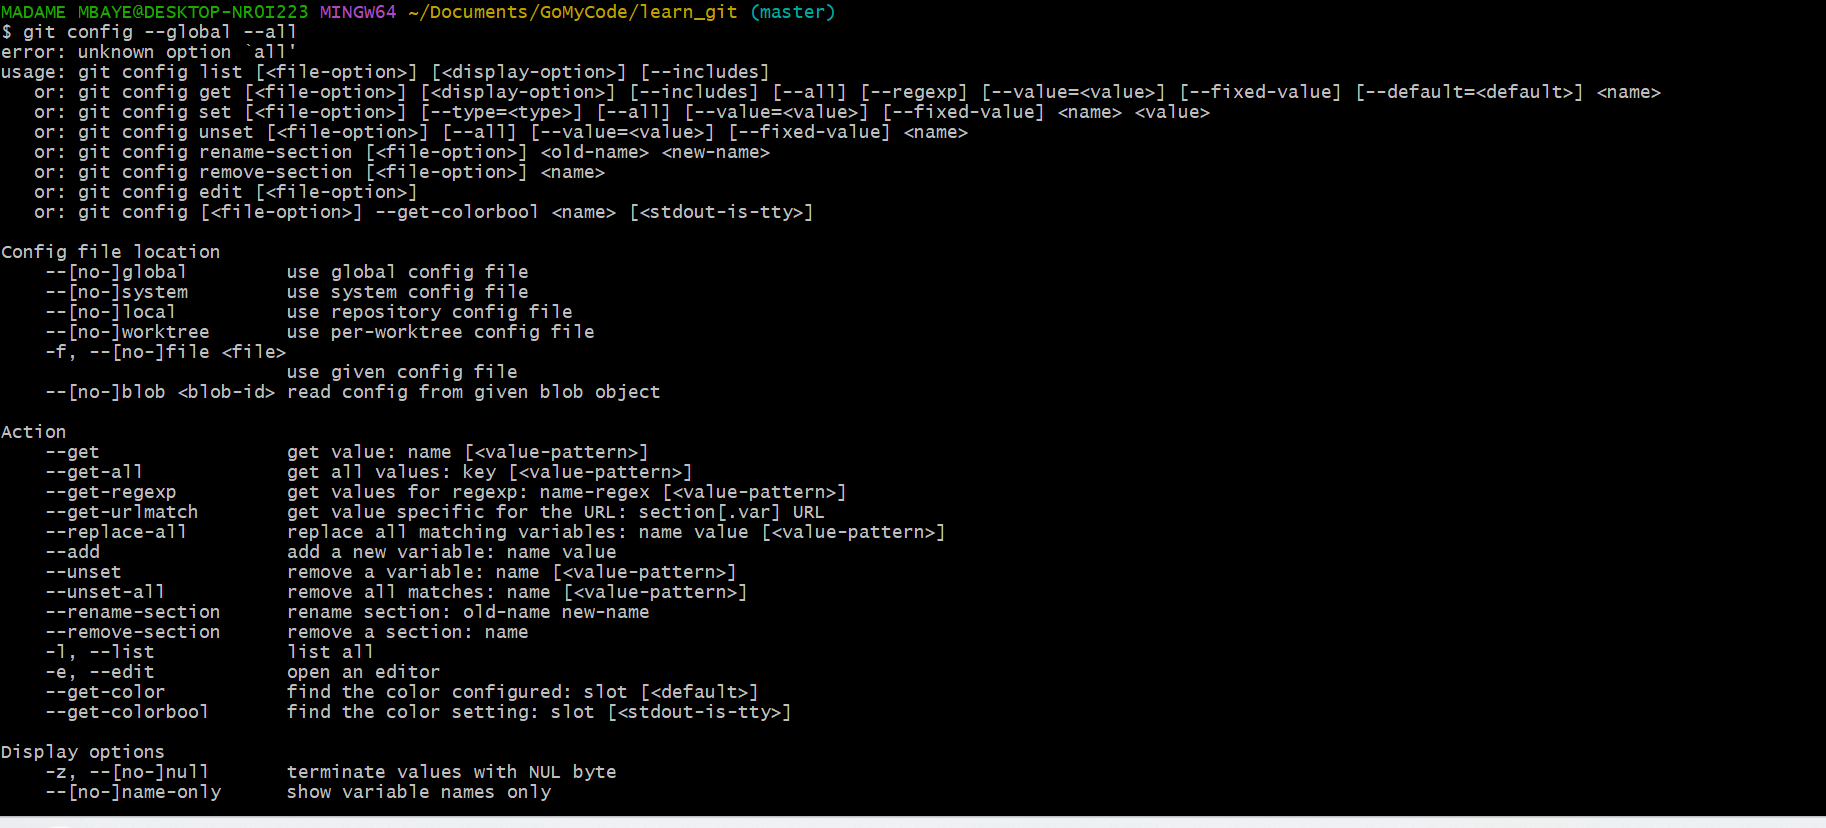 MADAME MBAYE@DESKTOP-NROI223 MINGW64 ~/Documents/GoMyCode/learn_git (master)
$ git config --global --all
error: unknown option `all'
usage: git config list [<file-option>] [<display-option>] [--includes]
   or: git config get [<file-option>] [<display-option>] [--includes] [--all] [--regexp] [--value=<value>] [--fixed-value] [--default=<default>] <name>
   or: git config set [<file-option>] [--type=<type>] [--all] [--value=<value>] [--fixed-value] <name> <value>
   or: git config unset [<file-option>] [--all] [--value=<value>] [--fixed-value] <name>
   or: git config rename-section [<file-option>] <old-name> <new-name>
   or: git config remove-section [<file-option>] <name>
   or: git config edit [<file-option>]
   or: git config [<file-option>] --get-colorbool <name> [<stdout-is-tty>]

Config file location
    --[no-]global         use global config file
    --[no-]system         use system config file
    --[no-]local          use repository config file
    --[no-]worktree       use per-worktree config file
    -f, --[no-]file <file>
                          use given config file
    --[no-]blob <blob-id> read config from given blob object

Action
    --get                 get value: name [<value-pattern>]
    --get-all             get all values: key [<value-pattern>]
    --get-regexp          get values for regexp: name-regex [<value-pattern>]
    --get-urlmatch        get value specific for the URL: section[.var] URL
    --replace-all         replace all matching variables: name value [<value-pattern>]
    --add                 add a new variable: name value
    --unset               remove a variable: name [<value-pattern>]
    --unset-all           remove all matches: name [<value-pattern>]
    --rename-section      rename section: old-name new-name
    --remove-section      remove a section: name
    -l, --list            list all
    -e, --edit            open an editor
    --get-color           find the color configured: slot [<default>]
    --get-colorbool       find the color setting: slot [<stdout-is-tty>]

Display options
    -z, --[no-]null       terminate values with NUL byte
    --[no-]name-only      show variable names only